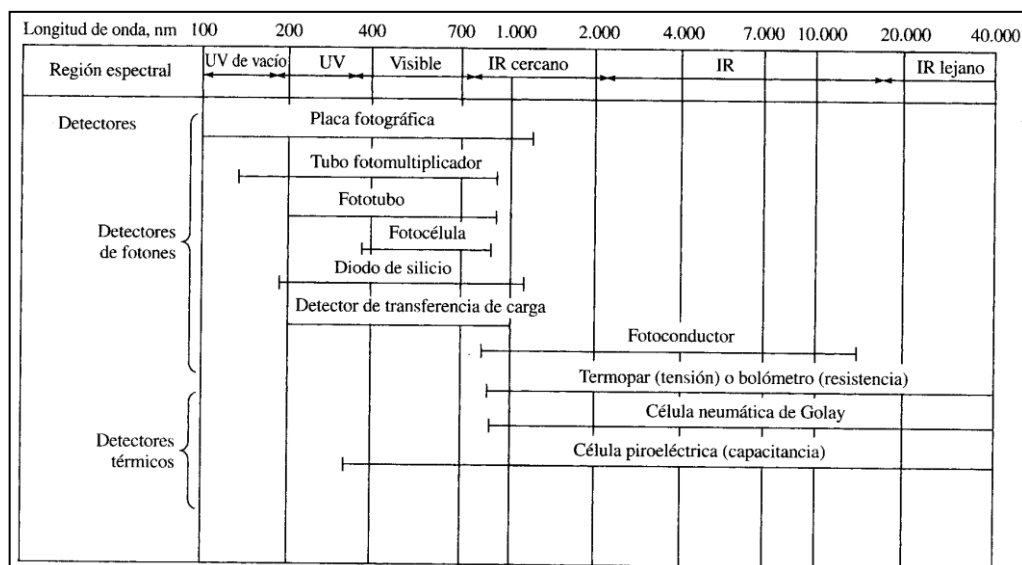 Longitud de onda, nm 100 200 400 700 1.000 2.000 4.000 7.000 10.000 20.000 40.000
Región espectral UV de vacío UV Visible IR cercano IR IR lejano
Detectores Placa fotográfica
Tubo fotomultiplicador
Fototubo
Detectores
de fotones
Fotocélula
Diodo de silicio
Detector de transferencia de carga
Fotoconductor
Termopar (tensión) o bolómetro (resistencia)
Célula neumática de Golay
Detectores
térmicos
Célula piroeléctrica (capacitancia)